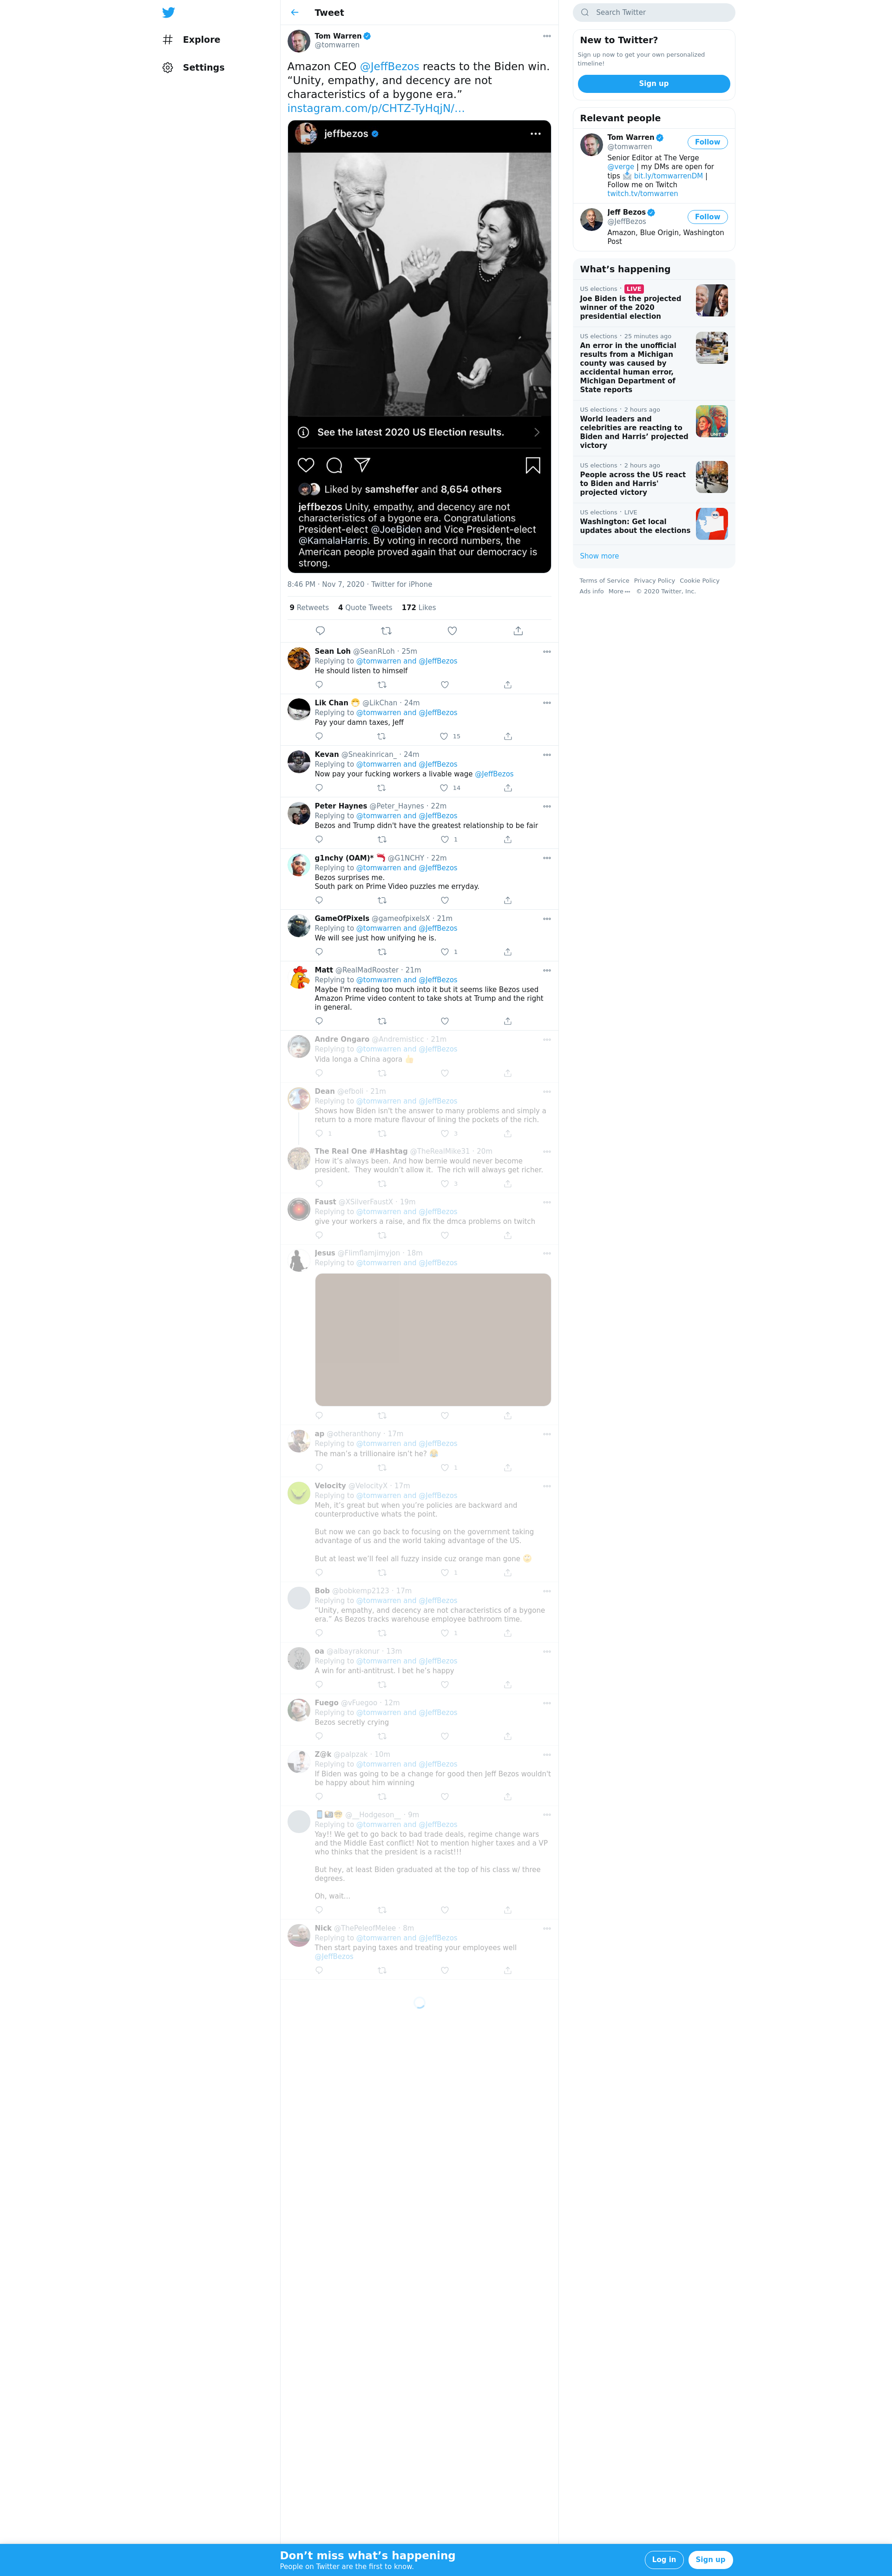 Explore
Settings
Tweet
Tom Warren
@tomwarren
Amazon CEO @JeffBezos reacts to the Biden win.
“Unity, empathy, and decency are not
characteristics of a bygone era.”
instagram.com/p/CHTZ-TyHqjN/…
jeffbezos
See the latest 2020 US Election results.
Liked by samsheffer and 8,654 others
jeffbezos Unity, empathy, and decency are not
characteristics of a bygone era. Congratulations
President-elect @JoeBiden and Vice President-elect
@KamalaHarris. By voting in record numbers, the
American people proved again that our democracy is
strong.
8:46 PM · Nov 7, 2020 · Twitter for iPhone
9 Retweets 4 Quote Tweets 172 Likes
Sean Loh @SeanRLoh · 25m
Replying to @tomwarren and @JeffBezos
He should listen to himself
Lik Chan @LikChan · 24m
Replying to @tomwarren and @JeffBezos
Pay your damn taxes, Jeff
15
Kevan @Sneakinrican_ · 24m
Replying to @tomwarren and @JeffBezos
Now pay your fucking workers a livable wage @JeffBezos
14
Peter Haynes @Peter_Haynes · 22m
Replying to @tomwarren and @JeffBezos
Bezos and Trump didn't have the greatest relationship to be fair
1
g1nchy (OAM)* @G1NCHY · 22m
Replying to @tomwarren and @JeffBezos
Bezos surprises me.
South park on Prime Video puzzles me erryday.
GameOfPixels @gameofpixelsX · 21m
Replying to @tomwarren and @JeffBezos
We will see just how unifying he is.
1
Matt @RealMadRooster · 21m
Replying to @tomwarren and @JeffBezos
Maybe I'm reading too much into it but it seems like Bezos used
Amazon Prime video content to take shots at Trump and the right
in general.
Andre Ongaro @Andremisticc · 21m
Replying to @tomwarren and @JeffBezos
Vida longa a China agora
Dean @efboll · 21m
Replying to @tomwarren and @JeffBezos
Shows how Biden isn't the answer to many problems and simply a
return to a more mature flavour of lining the pockets of the rich.
1 3
The Real One #Hashtag @TheRealMike31 · 20m
How it’s always been. And how bernie would never become
president. They wouldn’t allow it. The rich will always get richer.
3
Faust @XSilverFaustX · 19m
Replying to @tomwarren and @JeffBezos
give your workers a raise, and fix the dmca problems on twitch
Jesus @Flimflamjimyjon · 18m
Replying to @tomwarren and @JeffBezos
ap @otheranthony · 17m
Replying to @tomwarren and @JeffBezos
The man’s a trillionaire isn’t he?
1
Velocity @VelocityX · 17m
Replying to @tomwarren and @JeffBezos
Meh, it’s great but when you’re policies are backward and
counterproductive whats the point.
But now we can go back to focusing on the government taking
advantage of us and the world taking advantage of the US.
But at least we’ll feel all fuzzy inside cuz orange man gone
1
Bob @bobkemp3123 · 17m
Replying to @tomwarren and @JeffBezos
“Unity, empathy, and decency are not characteristics of a bygone
era.” As Bezos tracks warehouse employee bathroom time.
1
oa @albayrakonur · 13m
Replying to @tomwarren and @JeffBezos
A win for anti-antitrust. I bet he’s happy
Fuego @vFuegoo · 12m
Replying to @tomwarren and @JeffBezos
Bezos secretly crying
Z@k @palpzak · 10m
Replying to @tomwarren and @JeffBezos
If Biden was going to be a change for good then Jeff Bezos wouldn't
be happy about him winning
@__Hodgeson__ · 9m
Replying to @tomwarren and @JeffBezos
Yay!! We get to go back to bad trade deals, regime change wars
and the Middle East conflict! Not to mention higher taxes and a VP
who thinks that the president is a racist!!!
But hey, at least Biden graduated at the top of his class w/ three
degrees.
Oh, wait...
Nick @ThePeleofMelee · 8m
Replying to @tomwarren and @JeffBezos
Then start paying taxes and treating your employees well
@JeffBezos
Search Twitter
New to Twitter?
Sign up now to get your own personalized
timeline!
Sign up
Relevant people
Tom Warren
@tomwarren
Follow
Senior Editor at The Verge
@verge | my DMs are open for
tips bit.ly/tomwarrenDM |
Follow me on Twitch
twitch.tv/tomwarren
Jeff Bezos
@JeffBezos
Follow
Amazon, Blue Origin, Washington
Post
What’s happening
US elections · LIVE
Joe Biden is the projected
winner of the 2020
presidential election
US elections · 25 minutes ago
An error in the unofficial
results from a Michigan
county was caused by
accidental human error,
Michigan Department of
State reports
US elections · 2 hours ago
World leaders and
celebrities are reacting to
Biden and Harris’ projected
victory
US elections · 2 hours ago
People across the US react
to Biden and Harris'
projected victory
US elections · LIVE
Washington: Get local
updates about the elections
Show more
Terms of Service Privacy Policy Cookie Policy
Ads info More © 2020 Twitter, Inc.
Don’t miss what’s happening
People on Twitter are the first to know.
Log in
Sign up